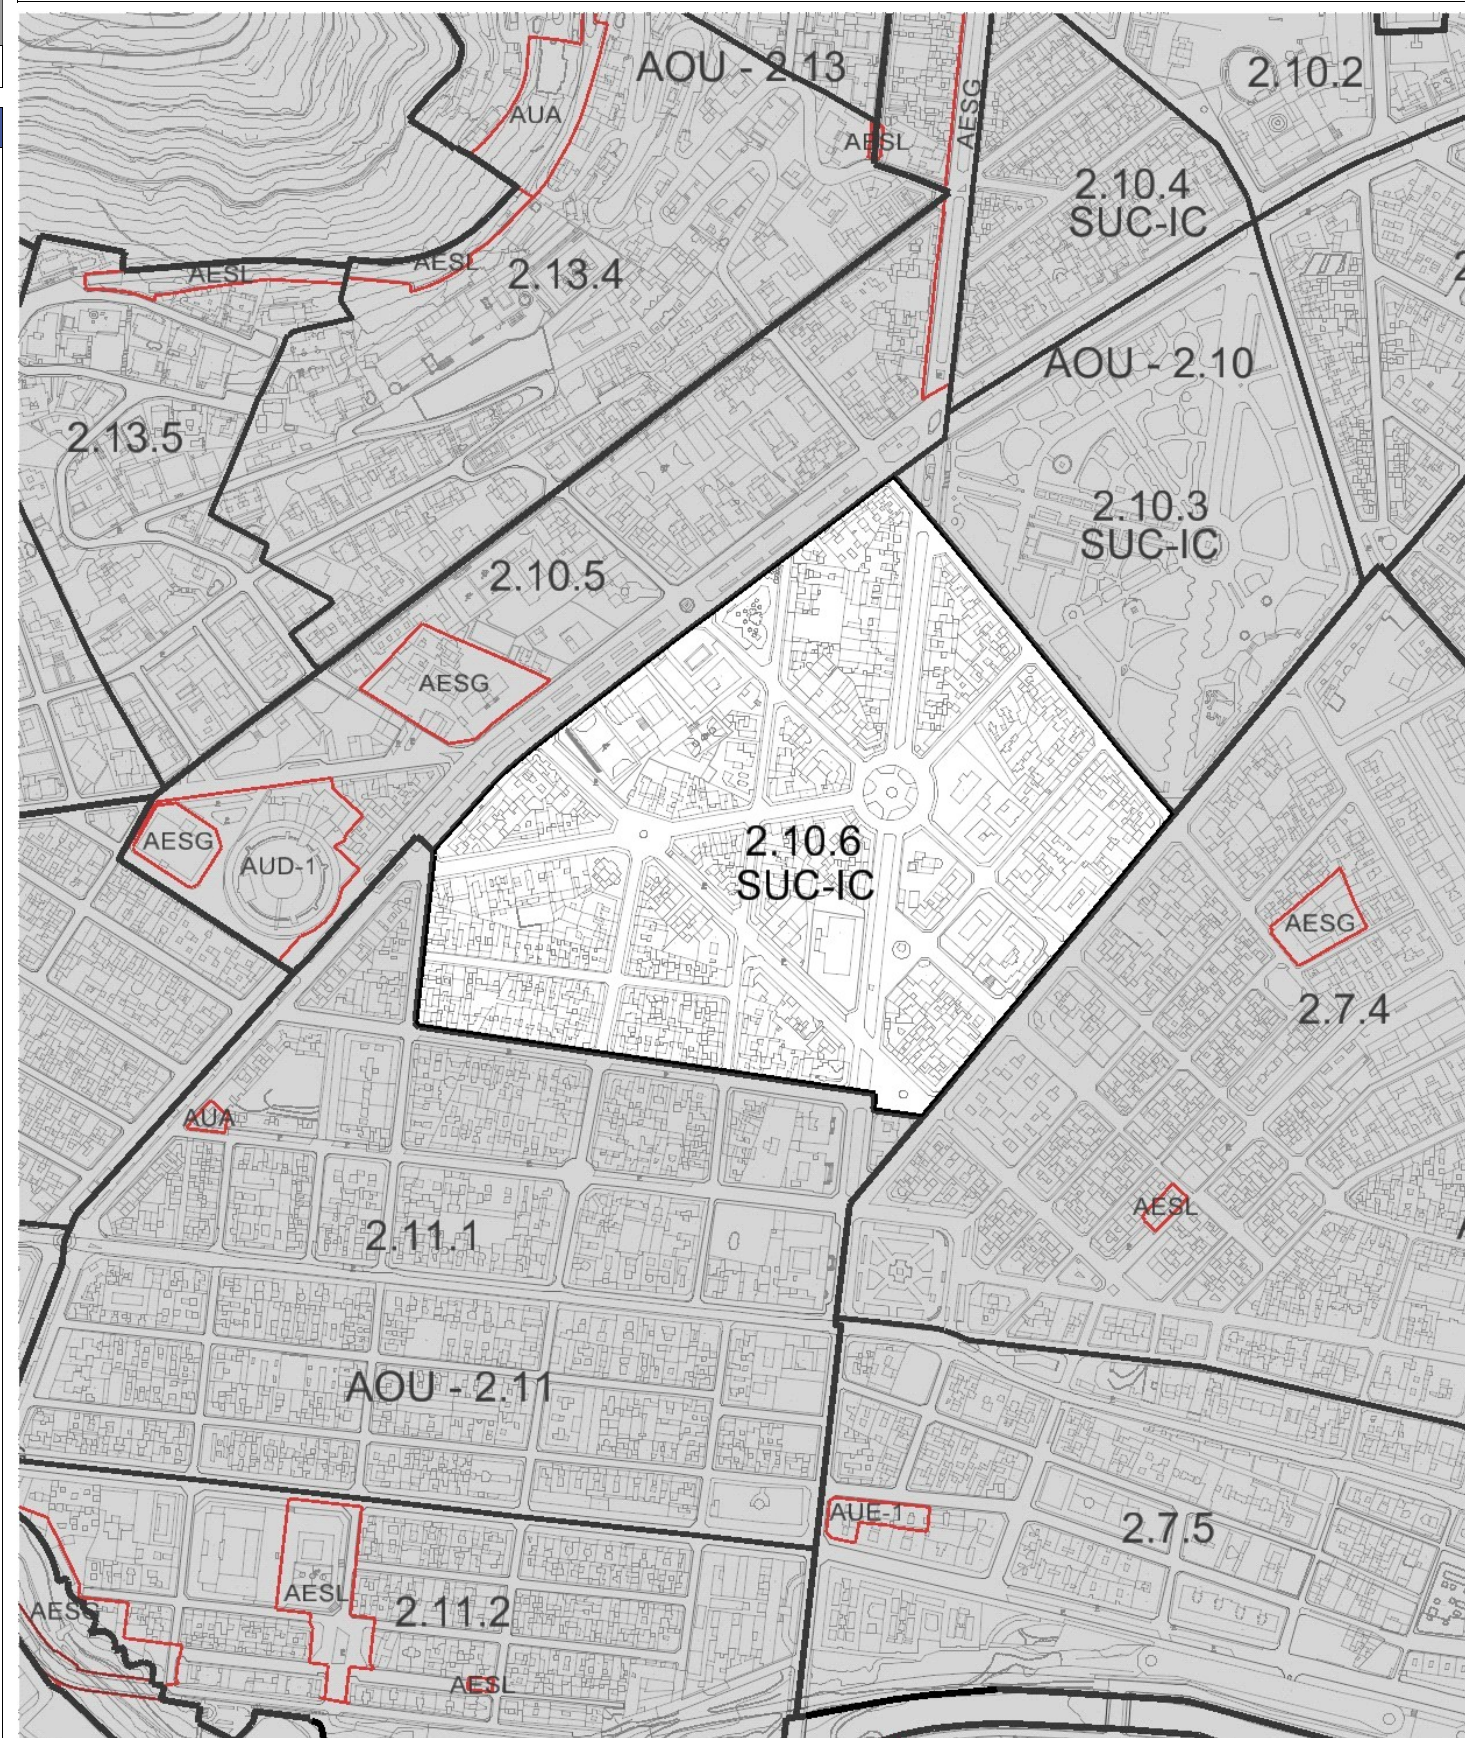 AOU - 2.13
2.10.2
AUA
AESG
AESL
2.10.4
SUC-IC
AESL
AESL
2.13.4
AOU - 2.10
2.13.5
2.10.3
SUC-IC
2.10.5
AESG
AESG
AUD-1
2.10.6
SUC-IC
AESG
2.7.4
AUA
AESL
2.11.1
AOU - 2.11
AUE-1
2.7.5
AESL
AESG
2.11.2
AESL